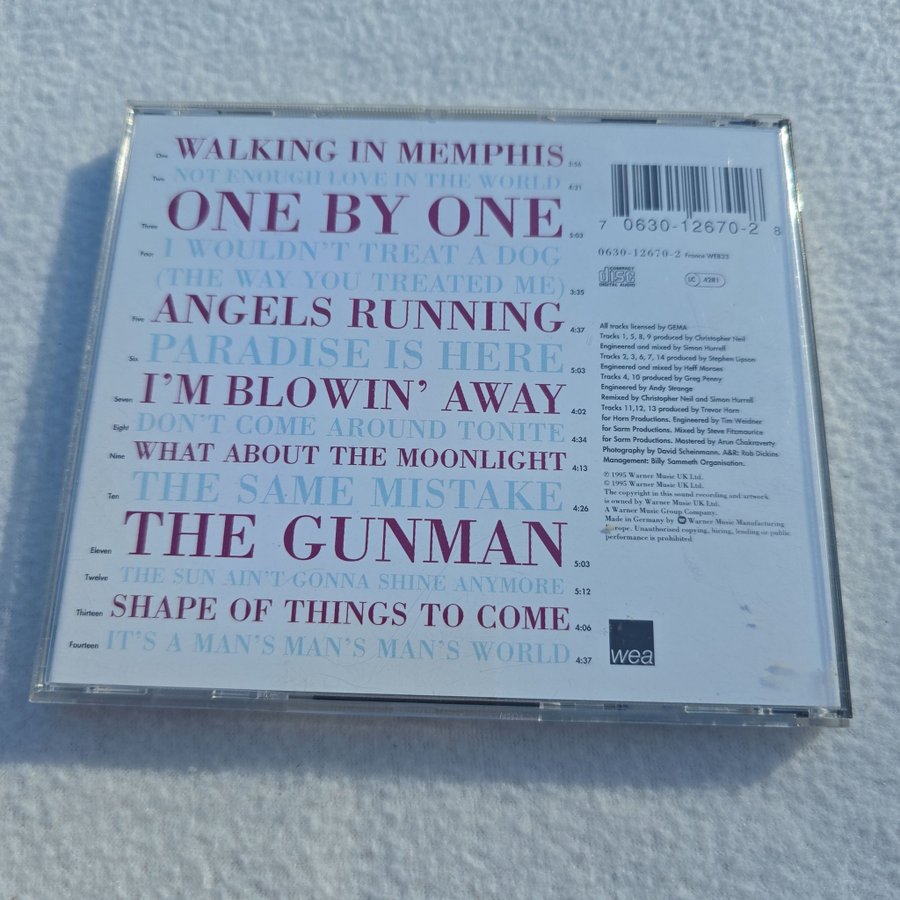 One WALKING IN MEMPHIS 3:56
Two NOT ENOUGH LOVE IN THE WORLD 4:31
Three ONE BY ONE 5:03
Four I WOULDN'T TREAT A DOG
(THE WAY YOU TREATED ME) 3:35
Five ANGELS RUNNING 4:37
Six PARADISE IS HERE 5:03
Seven I'M BLOWIN' AWAY 4:02
Eight DON'T COME AROUND TONITE 4:34
Nine WHAT ABOUT THE MOONLIGHT 4:13
Ten THE SAME MISTAKE 4:26
Eleven THE GUNMAN 5:03
Twelve THE SUN AIN'T GONNA SHINE ANYMORE 5:12
Thirteen SHAPE OF THINGS TO COME 4:06
Fourteen IT'S A MAN'S MAN'S MAN'S WORLD 4:37
7 0630-12670-2 8
0630-12670-2 France WE833
COMPACT
disc
DIGITAL AUDIO
LC 4281
All tracks licensed by GEMA
Tracks 1, 5, 8, 9 produced by Christopher Neil
Engineered and mixed by Simon Hurrell
Tracks 2, 3, 6, 7, 14 produced by Stephen Lipson
Engineered and mixed by Heff Moraes
Tracks 4, 10 produced by Greg Penny
Engineered by Andy Strange
Remixed by Christopher Neil and Simon Hurrell
Tracks 11, 12, 13 produced by Trevor Horn
for Horn Productions. Engineered by Tim Weidner
for Sarm Productions. Mixed by Steve Fitzmaurice
for Sarm Productions. Mastered by Arun Chakraverty
Photography by David Scheinmann. A&R: Rob Dickins
Management: Billy Sammeth Organisation.
℗ 1995 Warner Music UK Ltd.
© 1995 Warner Music UK Ltd.
The copyright in this sound recording and artwork
is owned by Warner Music UK Ltd.
A Warner Music Group Company.
Made in Germany by Warner Music Manufacturing
Europe. Unauthorised copying, hiring, lending or public
performance is prohibited
wea